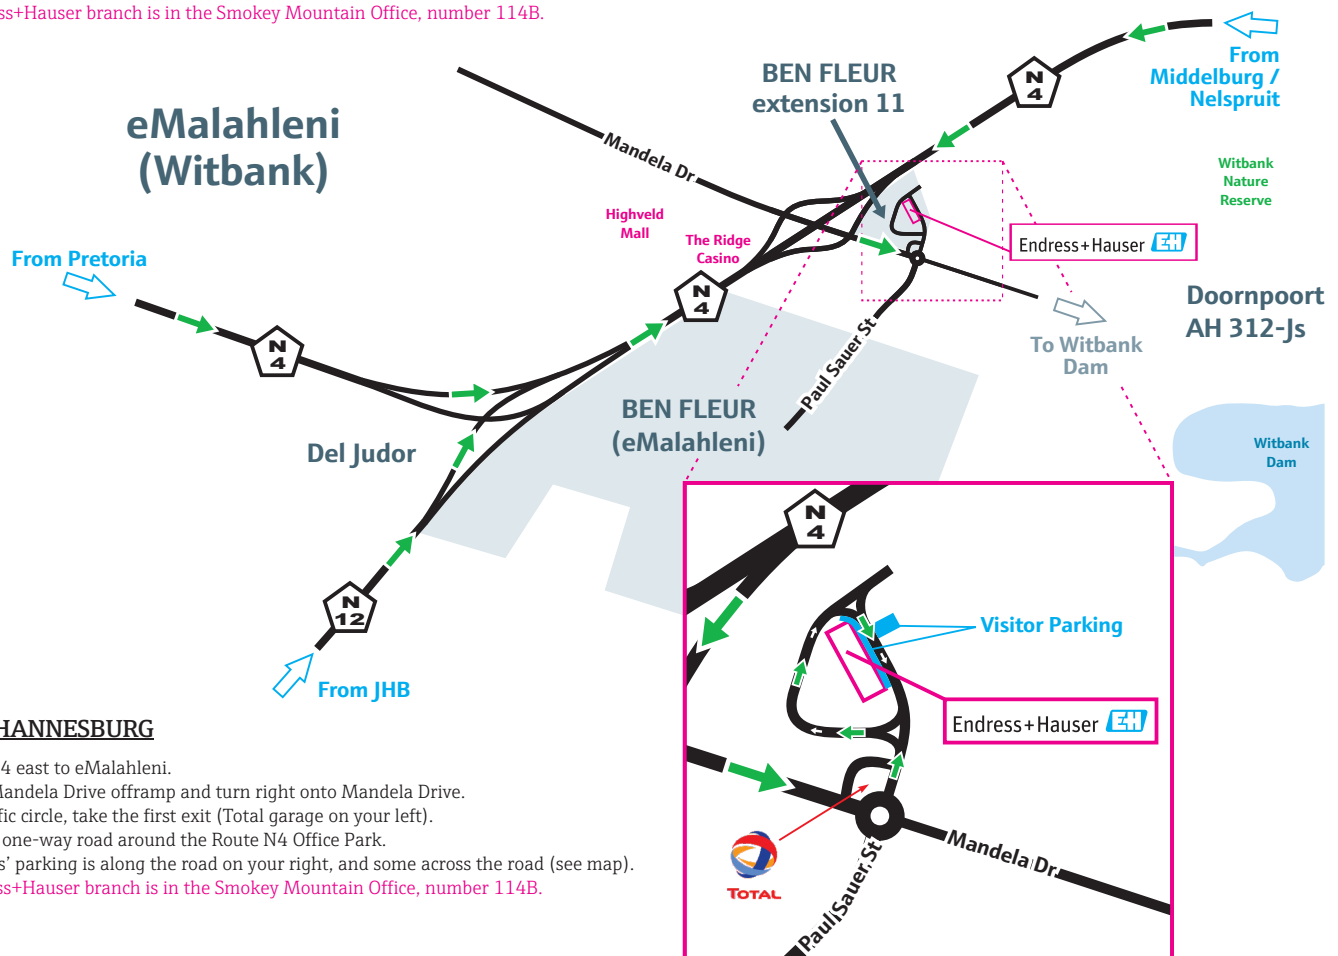 ss+Hauser branch is in the Smokey Mountain Office, number 114B.
From
Middelburg /
Nelspruit
N
4
BEN FLEUR
extension 11
eMalahleni
(Witbank)
Mandela Dr
Witbank
Nature
Reserve
Highveld
Mall
The Ridge
Casino
Endress+Hauser EH
From Pretoria
N
4
Doornpoort
AH 312-Js
To Witbank
Dam
N
4
Paul Sauer St
BEN FLEUR
(eMalahleni)
Del Judor
Witbank
Dam
N
4
N
12
Visitor Parking
From JHB
Endress+Hauser EH
HANNESBURG
4 east to eMalahleni.
Mandela Drive offramp and turn right onto Mandela Drive.
fic circle, take the first exit (Total garage on your left).
one-way road around the Route N4 Office Park.
s' parking is along the road on your right, and some across the road (see map).
ss+Hauser branch is in the Smokey Mountain Office, number 114B.
TOTAL
Mandela Dr
Paul Sauer St